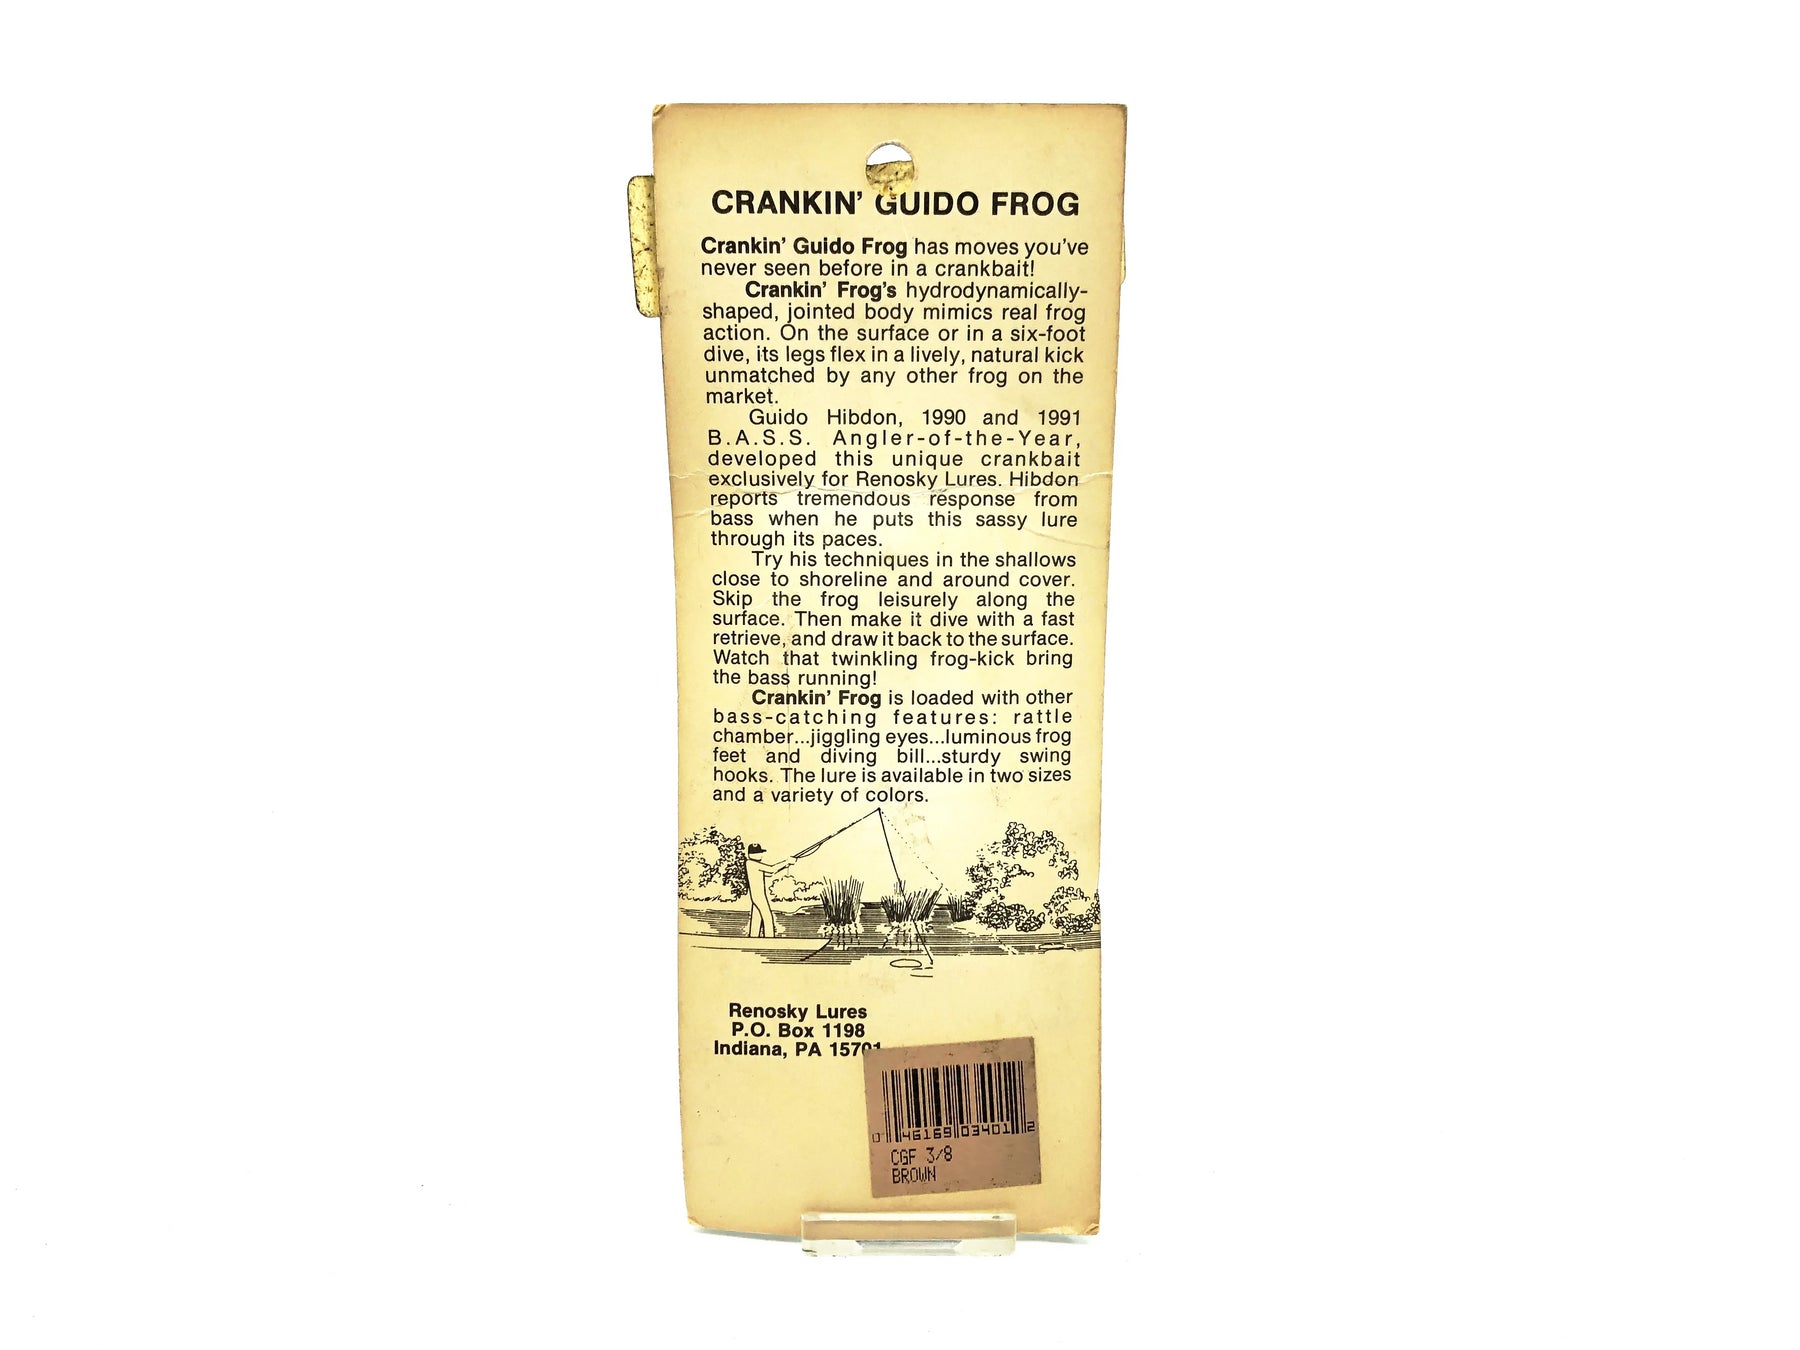 CRANKIN' GUIDO FROG
Crankin' Guido Frog has moves you've
never seen before in a crankbait!
Crankin' Frog's hydrodynamically-
shaped, jointed body mimics real frog
action. On the surface or in a six-foot
dive, its legs flex in a lively, natural kick
unmatched by any other frog on the
market.
Guido Hibdon, 1990 and 1991
B.A.S.S. Angler-of-the-Year,
developed this unique crankbait
exclusively for Renosky Lures. Hibdon
reports tremendous response from
bass when he puts this sassy lure
through its paces.
Try his techniques in the shallows
close to shoreline and around cover.
Skip the frog leisurely along the
surface. Then make it dive with a fast
retrieve, and draw it back to the surface.
Watch that twinkling frog-kick bring
the bass running!
Crankin' Frog is loaded with other
bass-catching features: rattle
chamber...jiggling eyes...luminous frog
feet and diving bill...sturdy swing
hooks. The lure is available in two sizes
and a variety of colors.
Renosky Lures
P.O. Box 1198
Indiana, PA 15701
0 46169 03401 2
CGF 3/8
BROWN